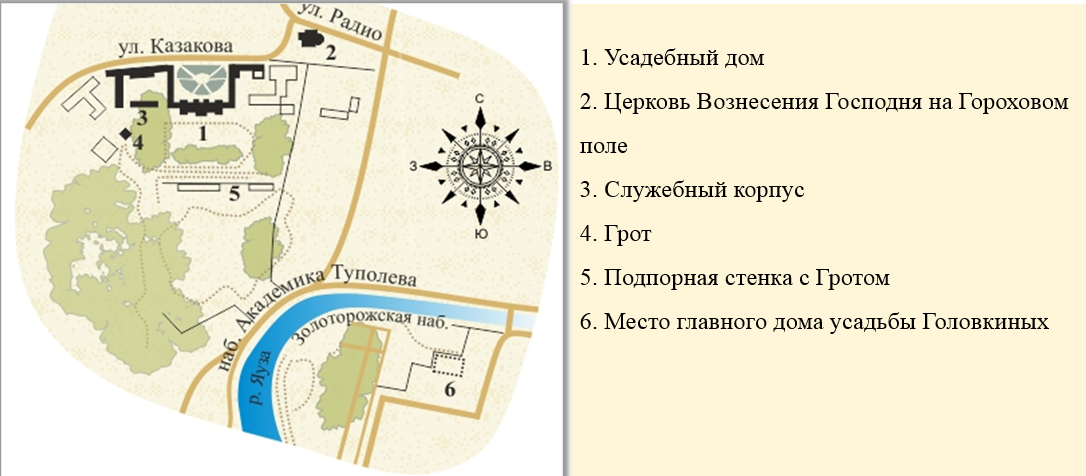 ул. Радио
ул. Казакова
2
3
1
4
5
С
З
В
Ю
наб. Академика Туполева
Золоторожская наб.
р. Яуза
6
1. Усадебный дом
2. Церковь Вознесения Господня на Гороховом
поле
3. Служебный корпус
4. Грот
5. Подпорная стенка с Гротом
6. Место главного дома усадьбы Головкиных